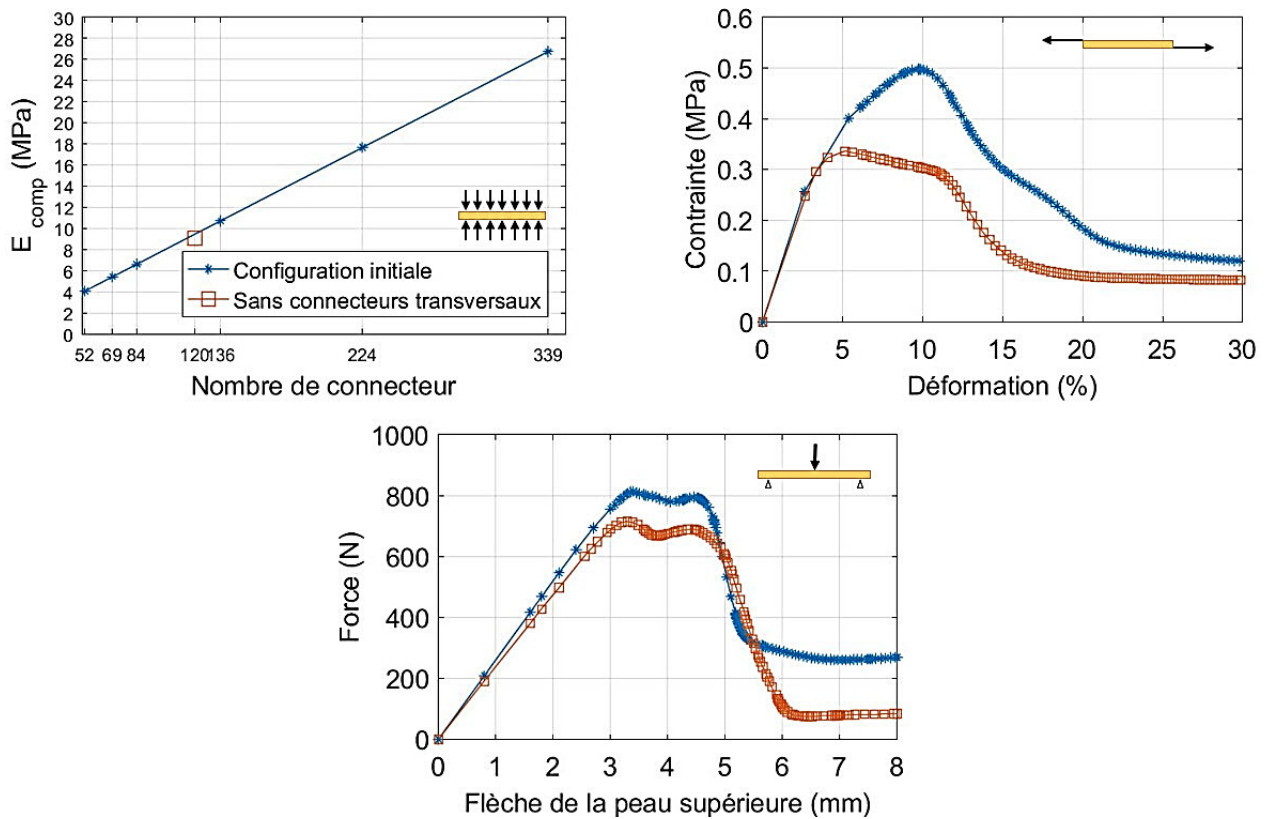 30
28
26
24
22
20
18
16
14
12
10
8
6
4
2
0
E comp (MPa)
52 69 84 120 136 224 339
Nombre de connecteur
Configuration initiale
Sans connecteurs transversaux
0.6
0.5
0.4
0.3
0.2
0.1
0
Contrainte (MPa)
0 5 10 15 20 25 30
Déformation (%)
1000
800
600
400
200
0
Force (N)
0 1 2 3 4 5 6 7 8
Flèche de la peau supérieure (mm)